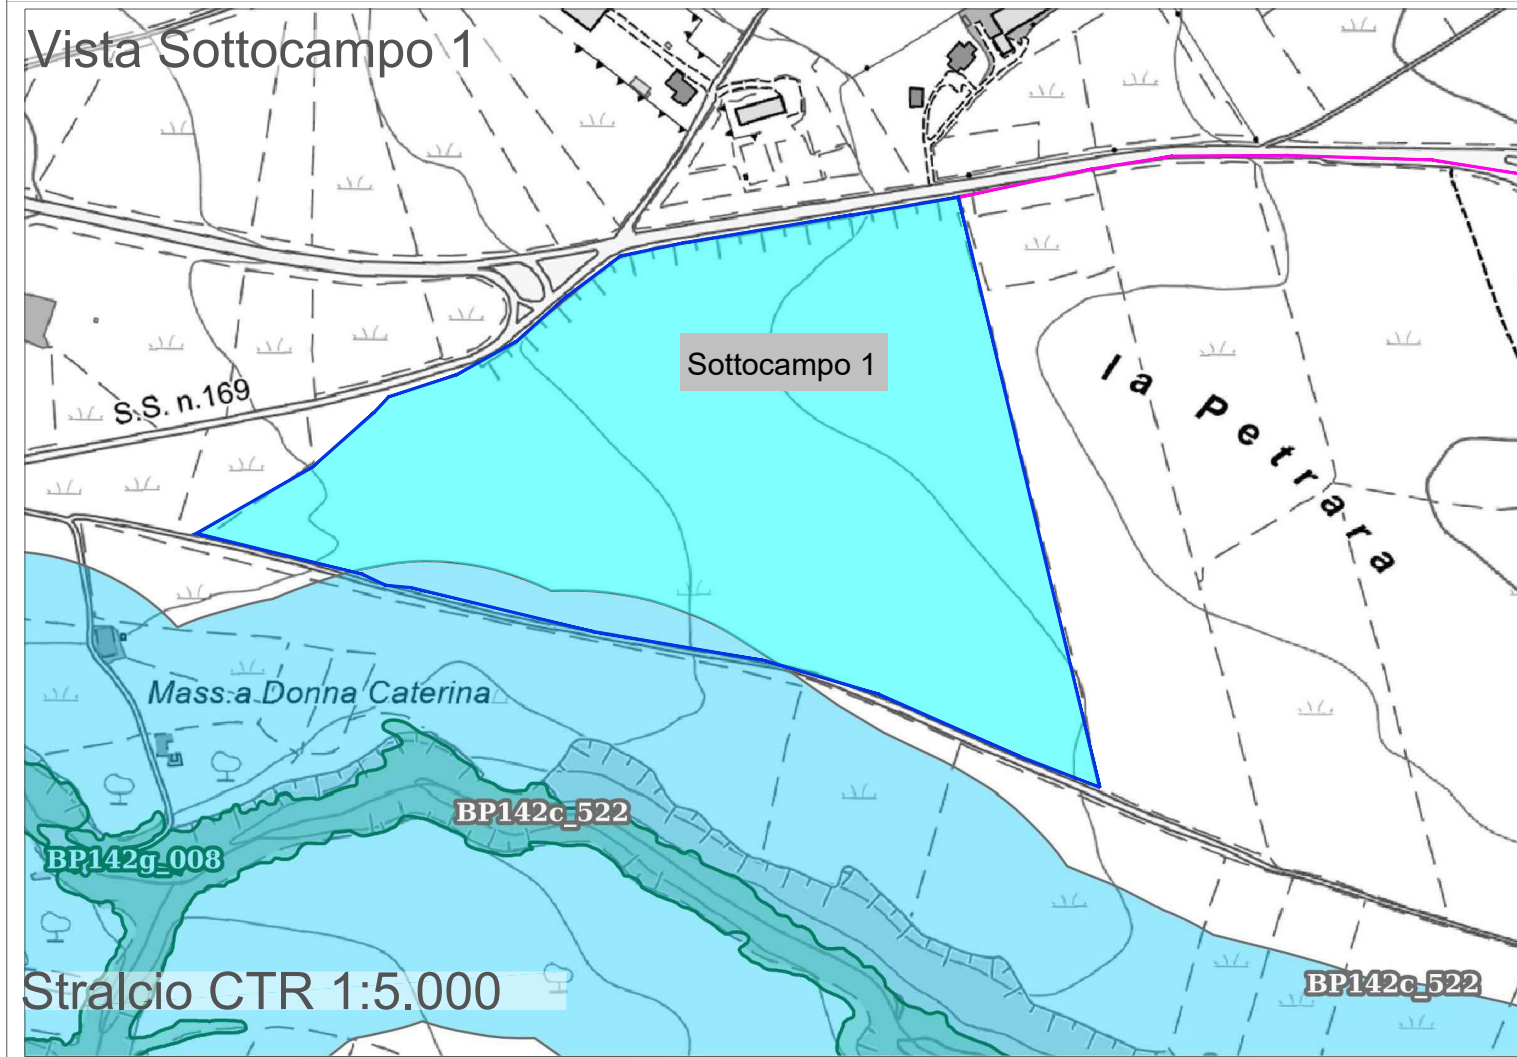 Vista Sottocampo 1
Sottocampo 1
la Petrara
S.S. n.169
Mass.a Donna Caterina
BP142c_522
BP142g_008
BP142c_522
Stralcio CTR 1:5.000